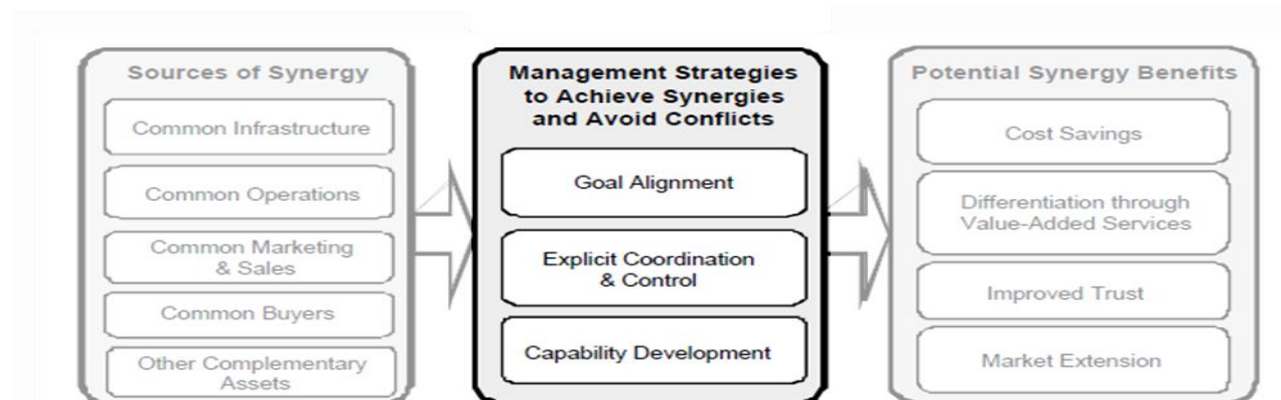 Sources of Synergy
Common Infrastructure
Common Operations
Common Marketing
& Sales
Common Buyers
Other Complementary
Assets
Management Strategies
to Achieve Synergies
and Avoid Conflicts
Goal Alignment
Explicit Coordination
& Control
Capability Development
Potential Synergy Benefits
Cost Savings
Differentiation through
Value-Added Services
Improved Trust
Market Extension